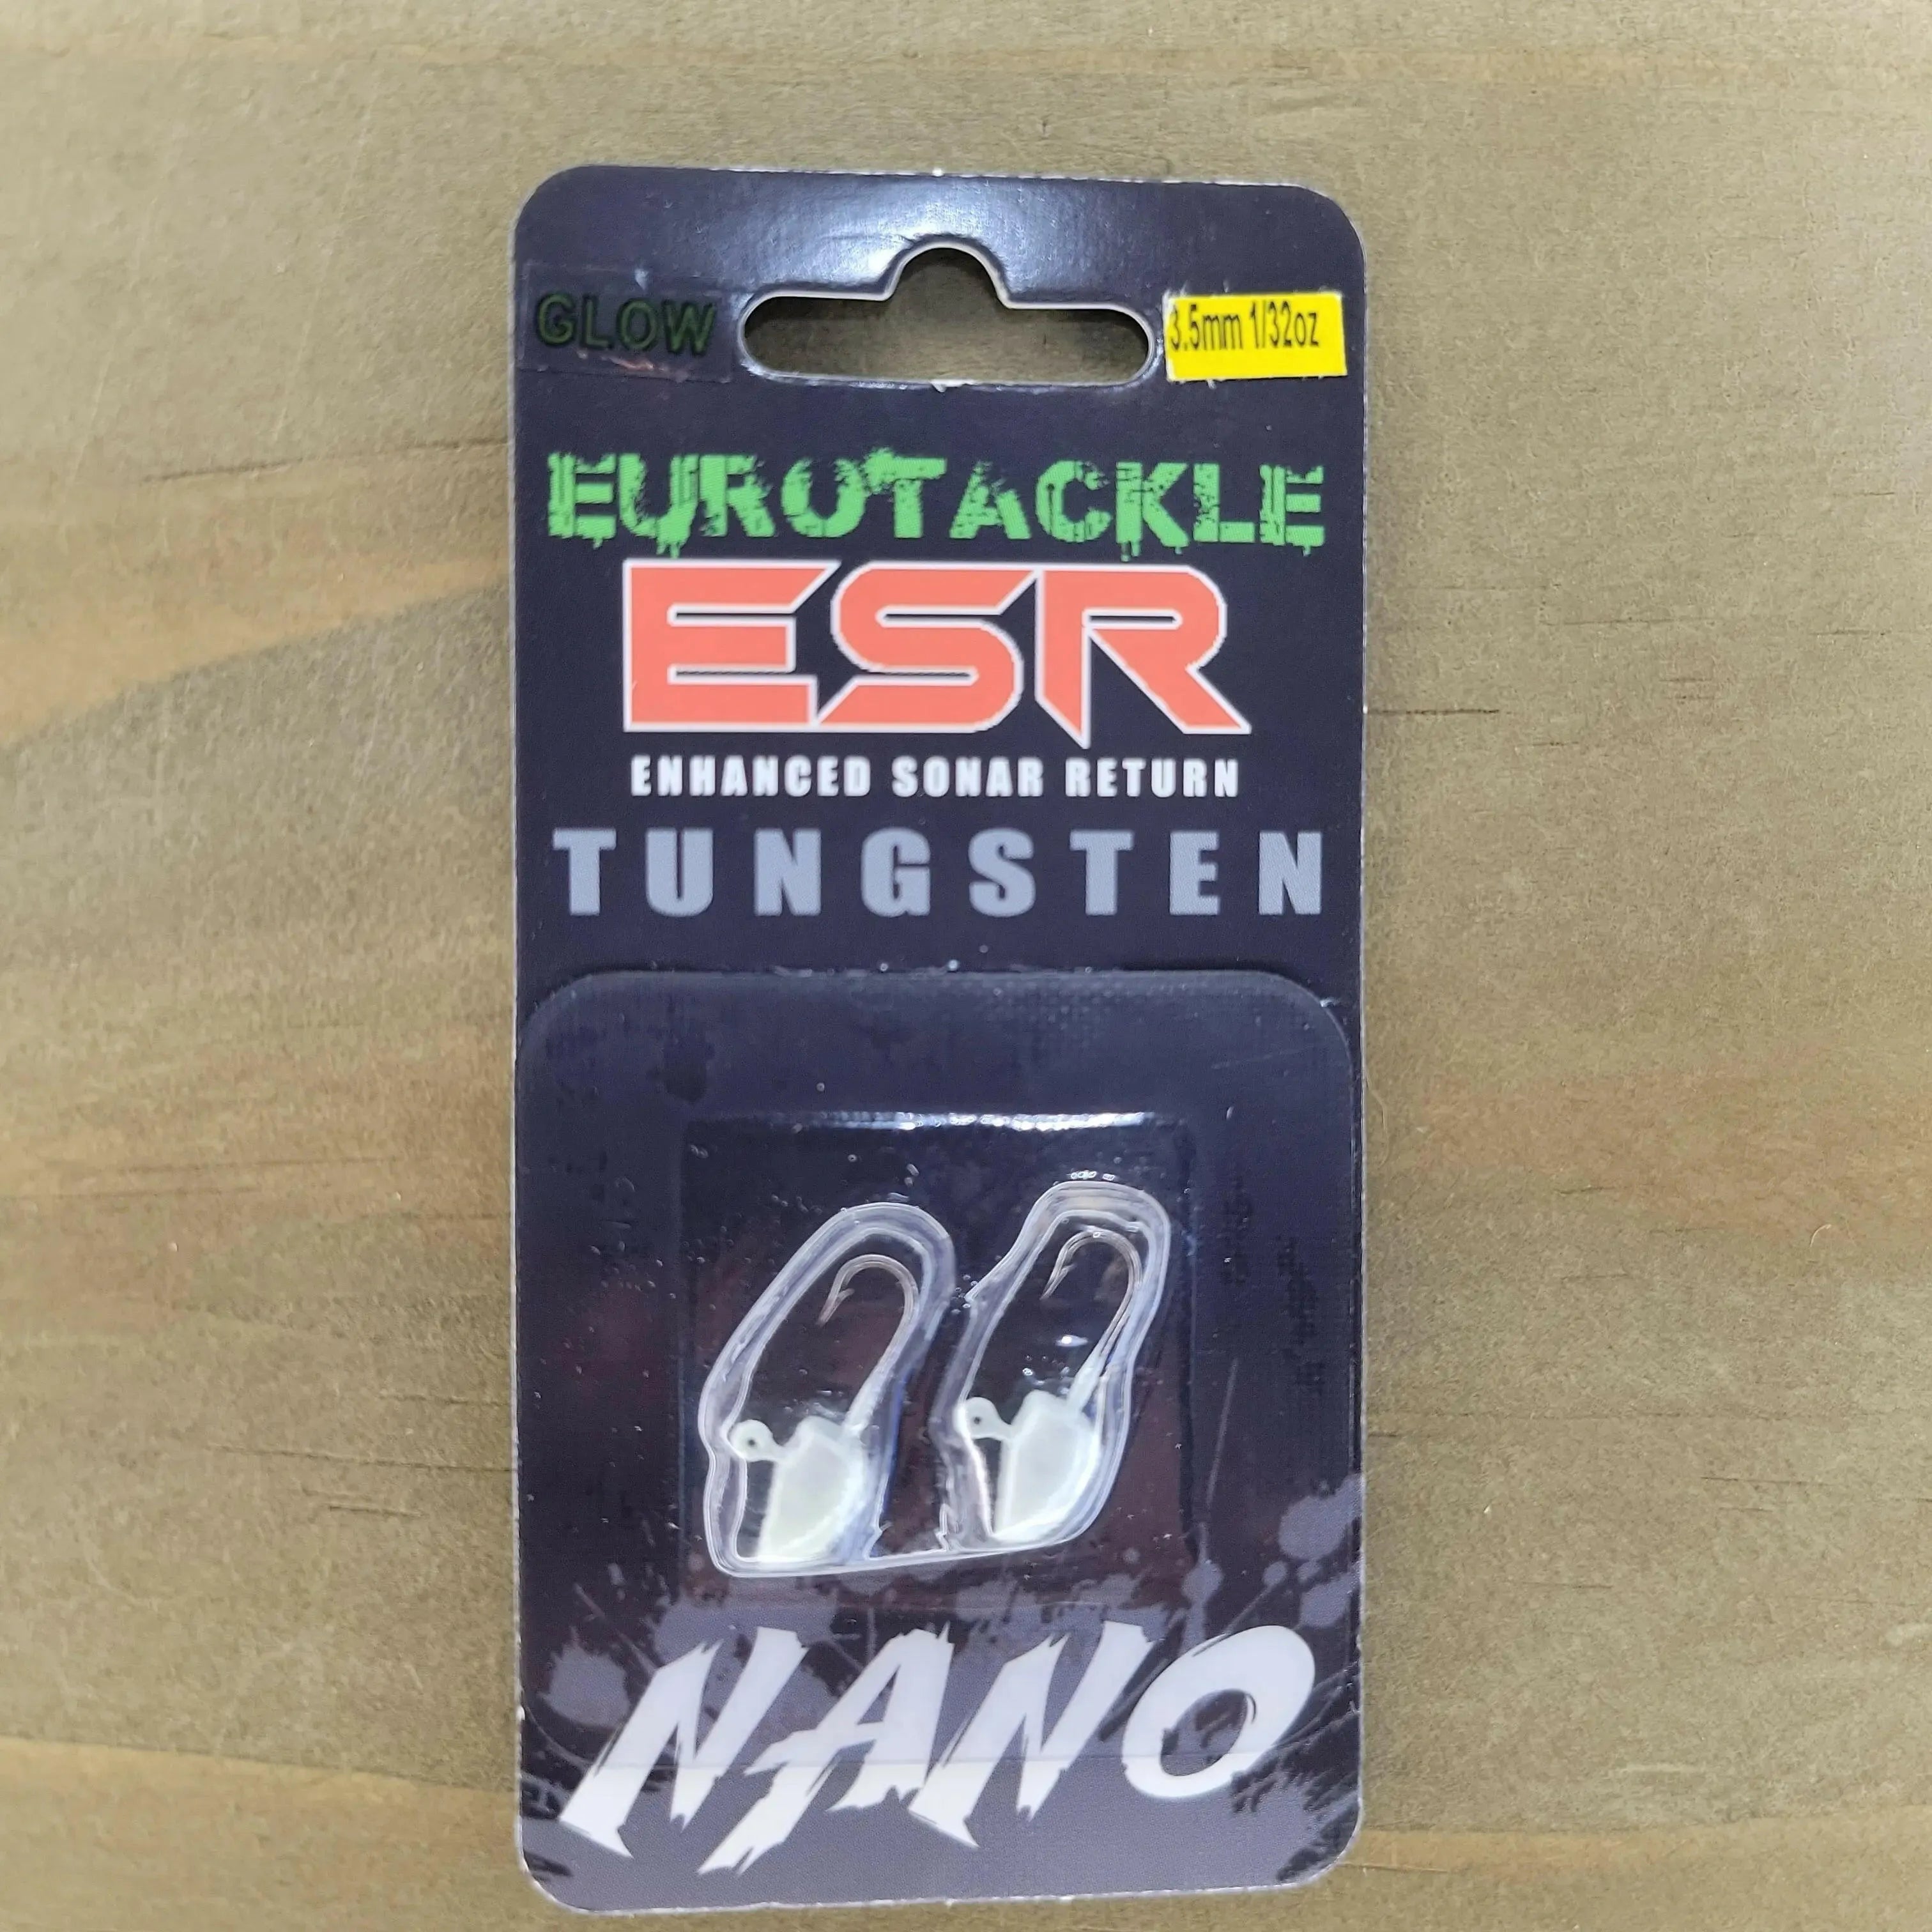 GLOW
3.5mm 1/32oz
EUROTACKLE
ESR
ENHANCED SONAR RETURN
TUNGSTEN
NANO